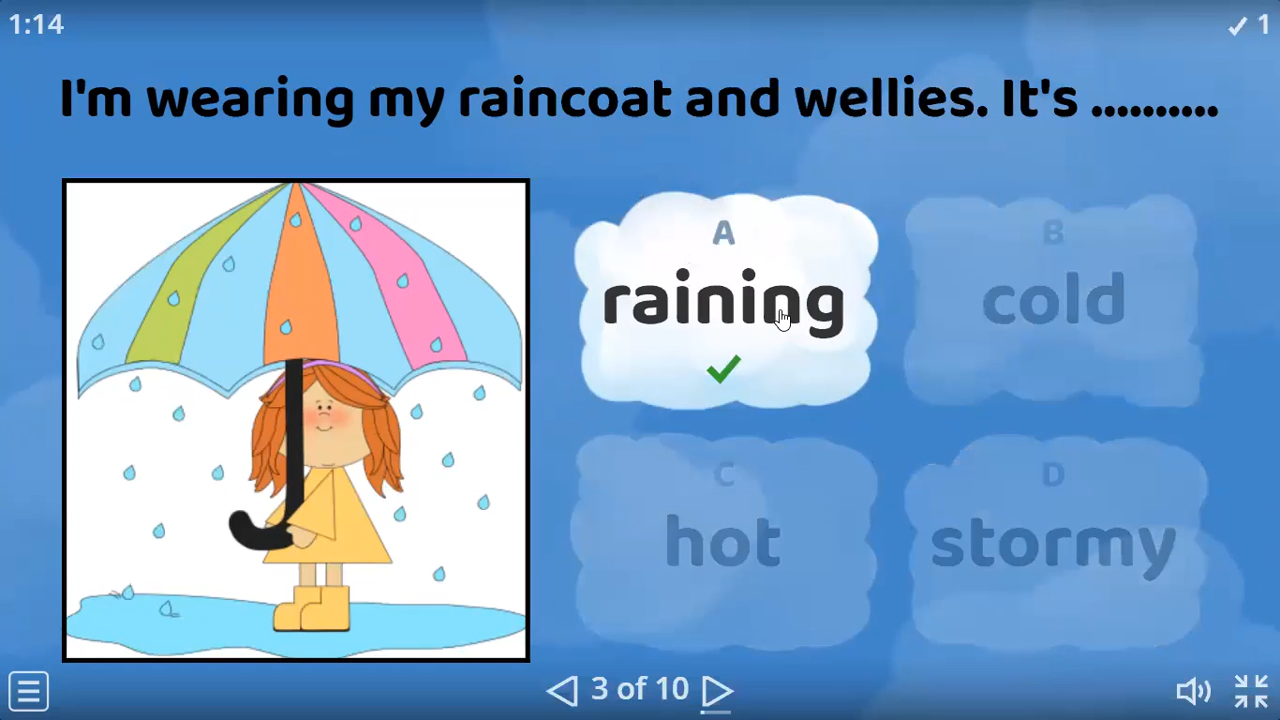 1:14
✓ 1
I'm wearing my raincoat and wellies. It's ..........
A
raining
B
cold
C
hot
D
stormy
3 of 10